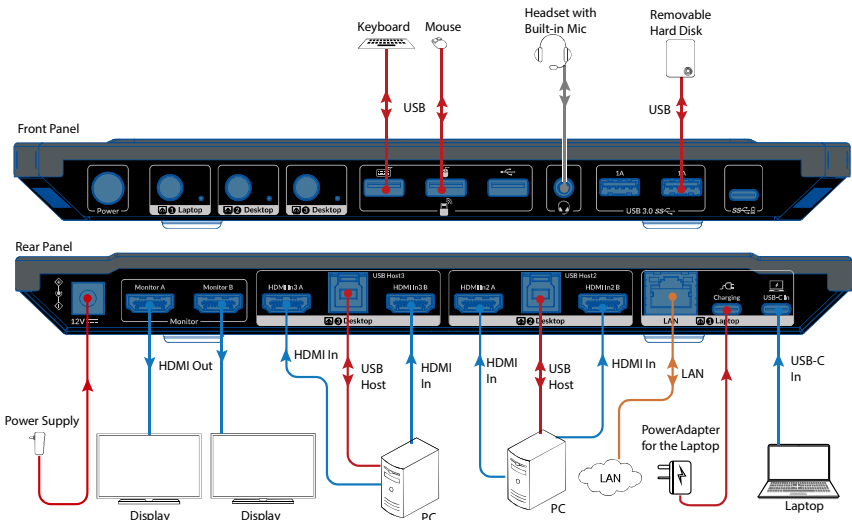 Keyboard
Mouse
Headset with
Built-in Mic
Removable
Hard Disk
USB
USB
Front Panel
Power
1 Laptop
2 Desktop
3 Desktop
1A
1A
USB 3.0 SS
SS 10
Rear Panel
12V
Monitor A
Monitor B
Monitor
HDMI In3 A
USB Host3
HDMI In3 B
3 Desktop
HDMI In2 A
USB Host2
HDMI In2 B
2 Desktop
LAN
Charging
USB-C In
1 Laptop
HDMI Out
HDMI In
USB
Host
HDMI
In
HDMI
In
USB
Host
HDMI In
LAN
USB-C
In
Power Supply
PowerAdapter
for the Laptop
LAN
Display
Display
PC
PC
Laptop